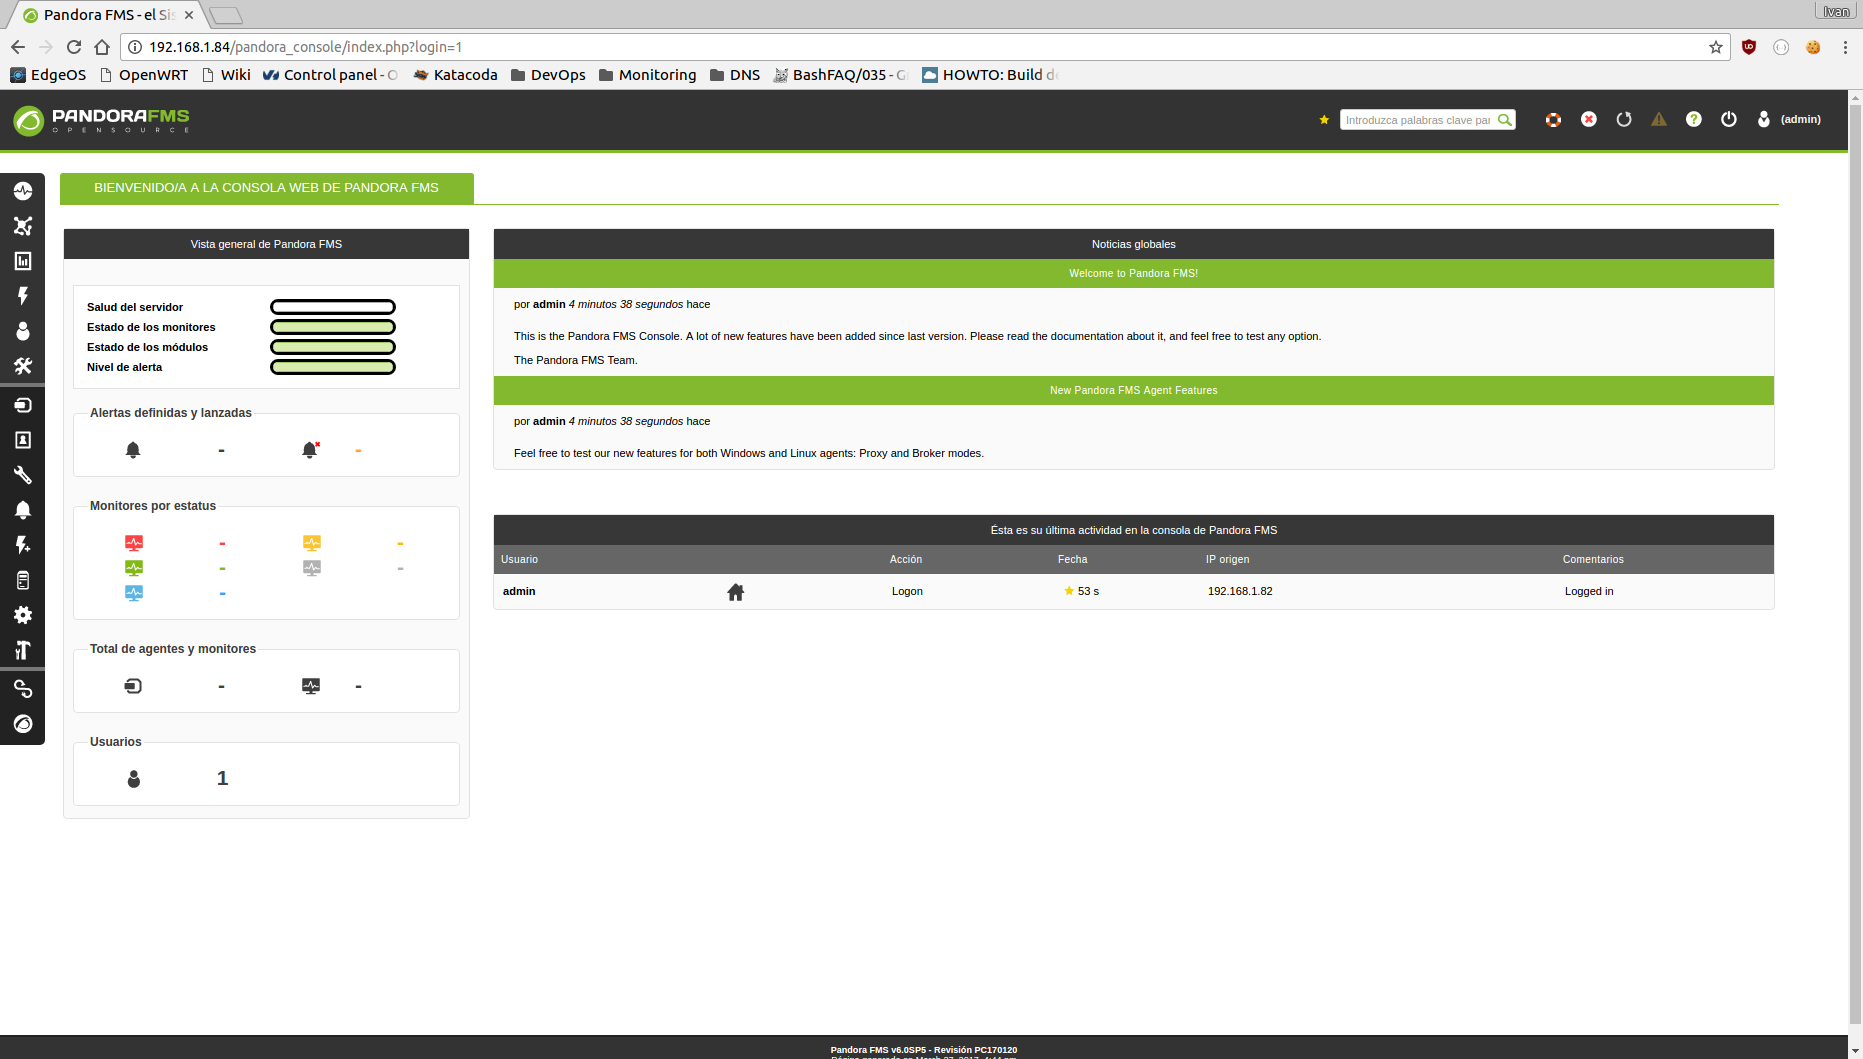 Pandora FMS - el Sis
Ivan
192.168.1.84/pandora_console/index.php?login=1
EdgeOS OpenWRT Wiki Control panel - O Katacoda DevOps Monitoring DNS BashFAQ/035 - G HOWTO: Build de
PANDORAFMS
OPENSOURCE
Introduzca palabras clave par
(admin)
BIENVENIDO/A A LA CONSOLA WEB DE PANDORA FMS
Vista general de Pandora FMS
Salud del servidor
Estado de los monitores
Estado de los módulos
Nivel de alerta
Alertas definidas y lanzadas
- -
Monitores por estatus
- -
- -
-
Total de agentes y monitores
- -
Usuarios
1
Noticias globales
Welcome to Pandora FMS!
por admin 4 minutos 38 segundos hace
This is the Pandora FMS Console. A lot of new features have been added since last version. Please read the documentation about it, and feel free to test any option.
The Pandora FMS Team.
New Pandora FMS Agent Features
por admin 4 minutos 38 segundos hace
Feel free to test our new features for both Windows and Linux agents: Proxy and Broker modes.
Ésta es su última actividad en la consola de Pandora FMS
Usuario Acción Fecha IP origen Comentarios
admin Logon 53 s 192.168.1.82 Logged in
Pandora FMS v6.0SP5 - Revisión PC170120